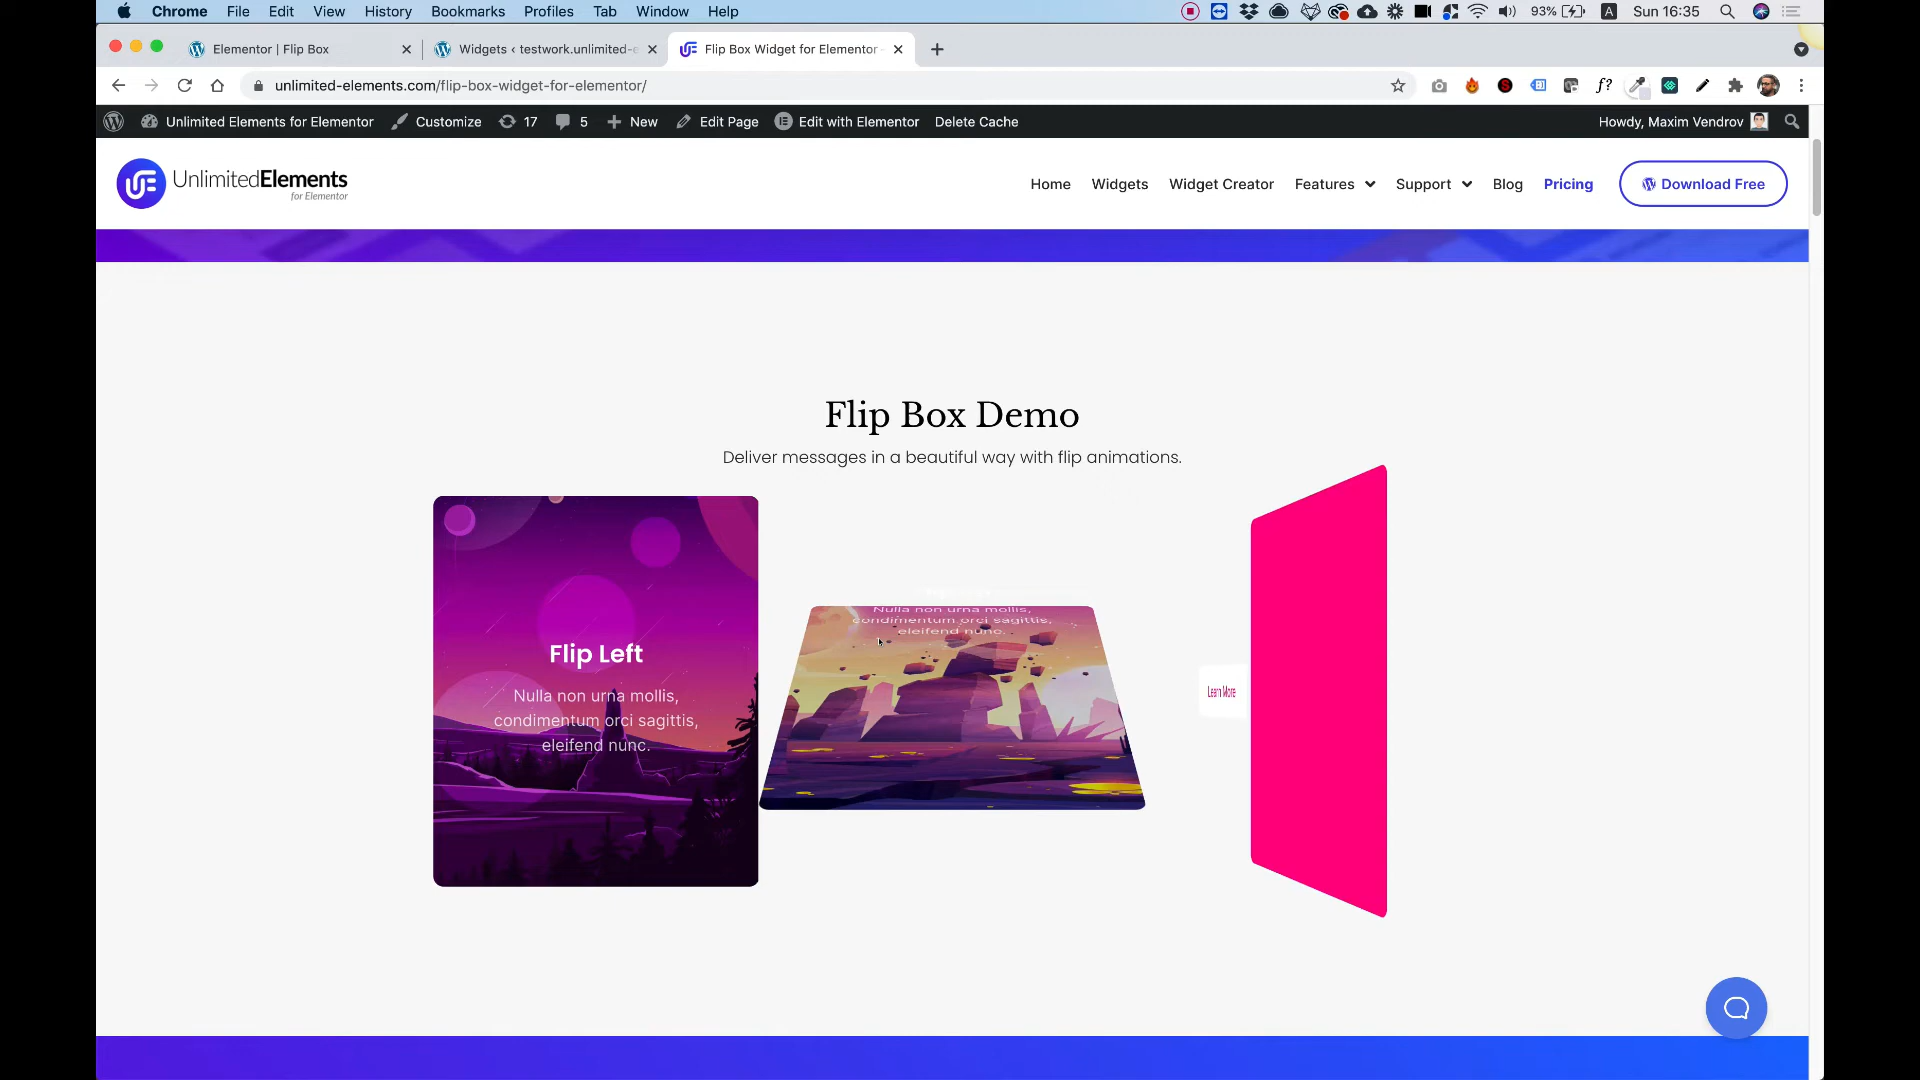 Chrome File Edit View History Bookmarks Profiles Tab Window Help 93% A Sun 16:35
Elementor | Flip Box
Widgets ‹ testwork.unlimited-e
Flip Box Widget for Elementor -
unlimited-elements.com/flip-box-widget-for-elementor/
Unlimited Elements for Elementor Customize 17 5 New Edit Page Edit with Elementor Delete Cache Howdy, Maxim Vendrov
UnlimitedElements
for Elementor
Home Widgets Widget Creator Features Support Blog Pricing Download Free
Flip Box Demo
Deliver messages in a beautiful way with flip animations.
Flip Left
Nulla non urna mollis,
condimentum orci sagittis,
eleifend nunc.
Nulla non urna mollis,
condimentum orci sagittis,
eleifend nunc.
Learn More